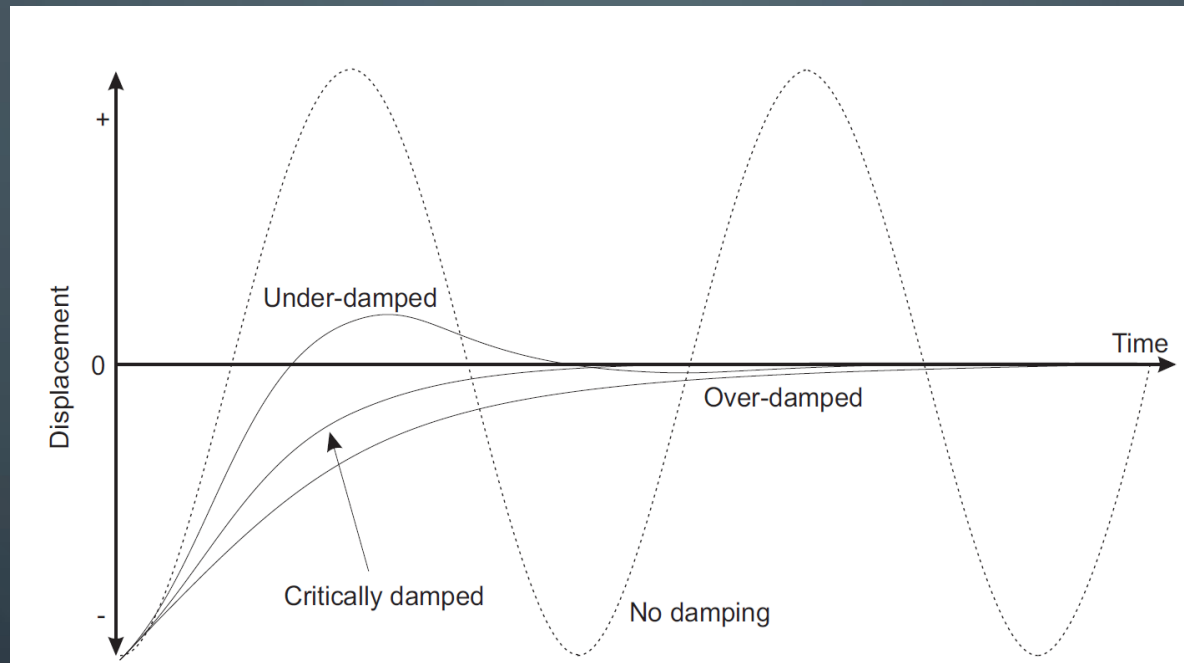 +
Under-damped
Time
0
Over-damped
Displacement
Critically damped
-
No damping